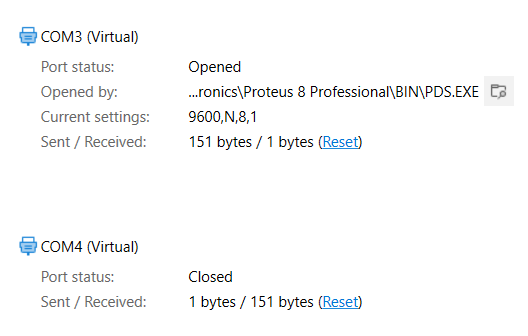 COM3 (Virtual)
Port status: Opened
Opened by: ...ronics\Proteus 8 Professional\BIN\PDS.EXE
Current settings: 9600,N,8,1
Sent / Received: 151 bytes / 1 bytes (Reset)
COM4 (Virtual)
Port status: Closed
Sent / Received: 1 bytes / 151 bytes (Reset)